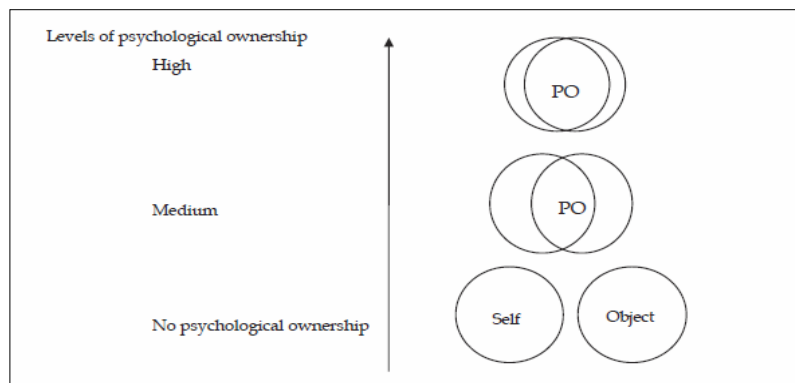 Levels of psychological ownership
High
PO
Medium
PO
No psychological ownership
Self
Object